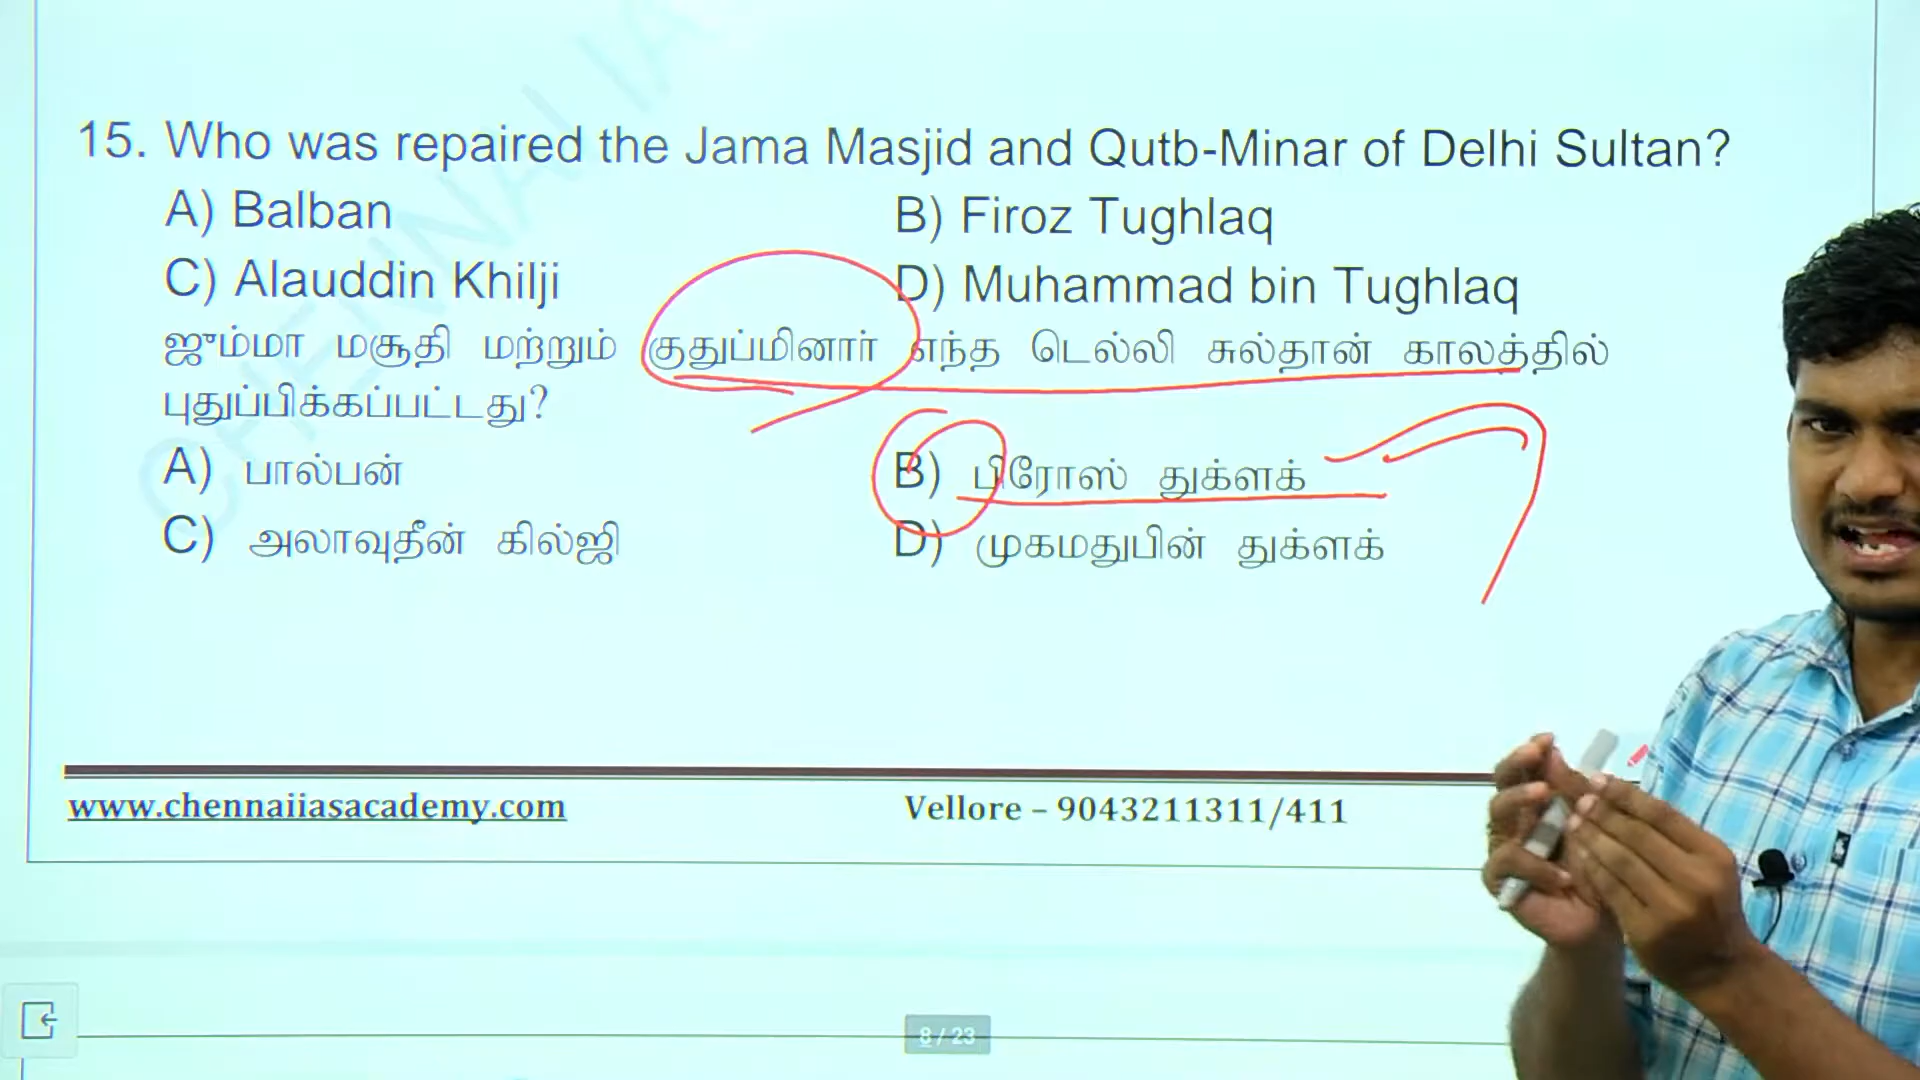 CHENNAI IA
15. Who was repaired the Jama Masjid and Qutb-Minar of Delhi Sultan?
A) Balban
B) Firoz Tughlaq
C) Alauddin Khilji
D) Muhammad bin Tughlaq
ஜும்மா மசூதி மற்றும் குதுப்மினார் எந்த டெல்லி சுல்தான் காலத்தில்
புதுப்பிக்கப்பட்டது?
A) பால்பன்
B) பிரோஸ் துக்ளக்
C) அலாவுதீன் கில்ஜி
D) முகமதுபின் துக்ளக்
www.chennaiiasacademy.com
Vellore – 9043211311/411
8 / 23